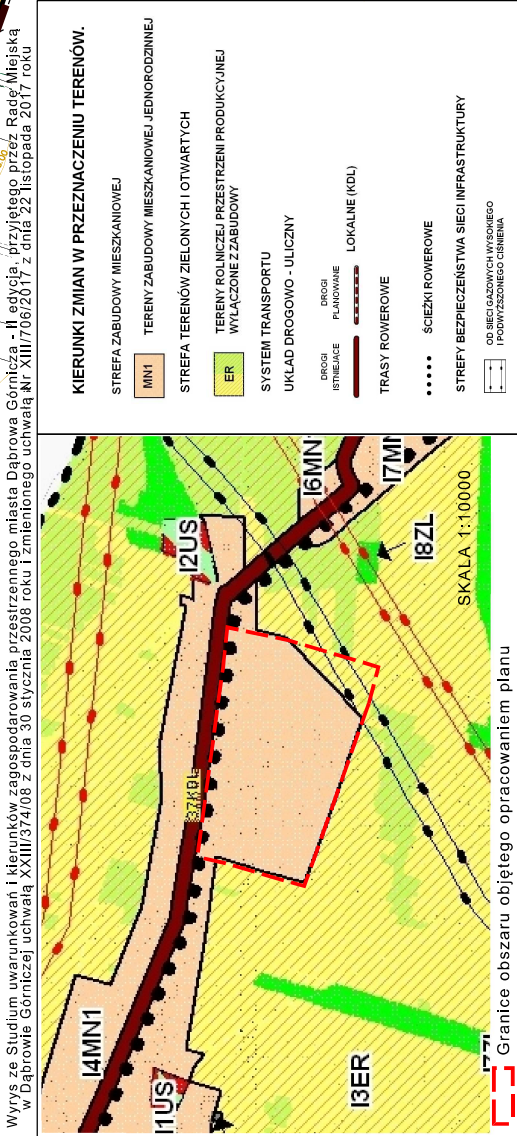 Wyrys ze Studium uwarunkowań i kierunków zagospodarowania przestrzennego miasta Dąbrowa Górnicza - II edycja, przyjętego przez Radę Miejską
w Dąbrowie Górniczej uchwałą XXIII/374/08 z dnia 30 stycznia 2008 roku i zmienionego uchwałą Nr XIII/706/2017 z dnia 22 listopada 2017 roku
I4MN1
I1US
I3ER
37KDL
I2US
I6MN
I7MN
I8ZL
SKALA 1:10000
Granice obszaru objętego opracowaniem planu
KIERUNKI ZMIAN W PRZEZNACZENIU TERENÓW.
STREFA ZABUDOWY MIESZKANIOWEJ
MN1 TERENY ZABUDOWY MIESZKANIOWEJ JEDNORODZINNEJ
STREFA TERENÓW ZIELONYCH I OTWARTYCH
ER TERENY ROLNICZEJ PRZESTRZENI PRODUKCYJNEJ
WYŁĄCZONE Z ZABUDOWY
SYSTEM TRANSPORTU
UKŁAD DROGOWO - ULICZNY
DROGI ISTNIEJĄCE
DROGI PLANOWANE
LOKALNE (KDL)
TRASY ROWEROWE
ŚCIEŻKI ROWEROWE
STREFY BEZPIECZEŃSTWA SIECI INFRASTRUKTURY
OD SIECI GAZOWYCH WYSOKIEGO
I PODWYŻSZONEGO CIŚNIENIA